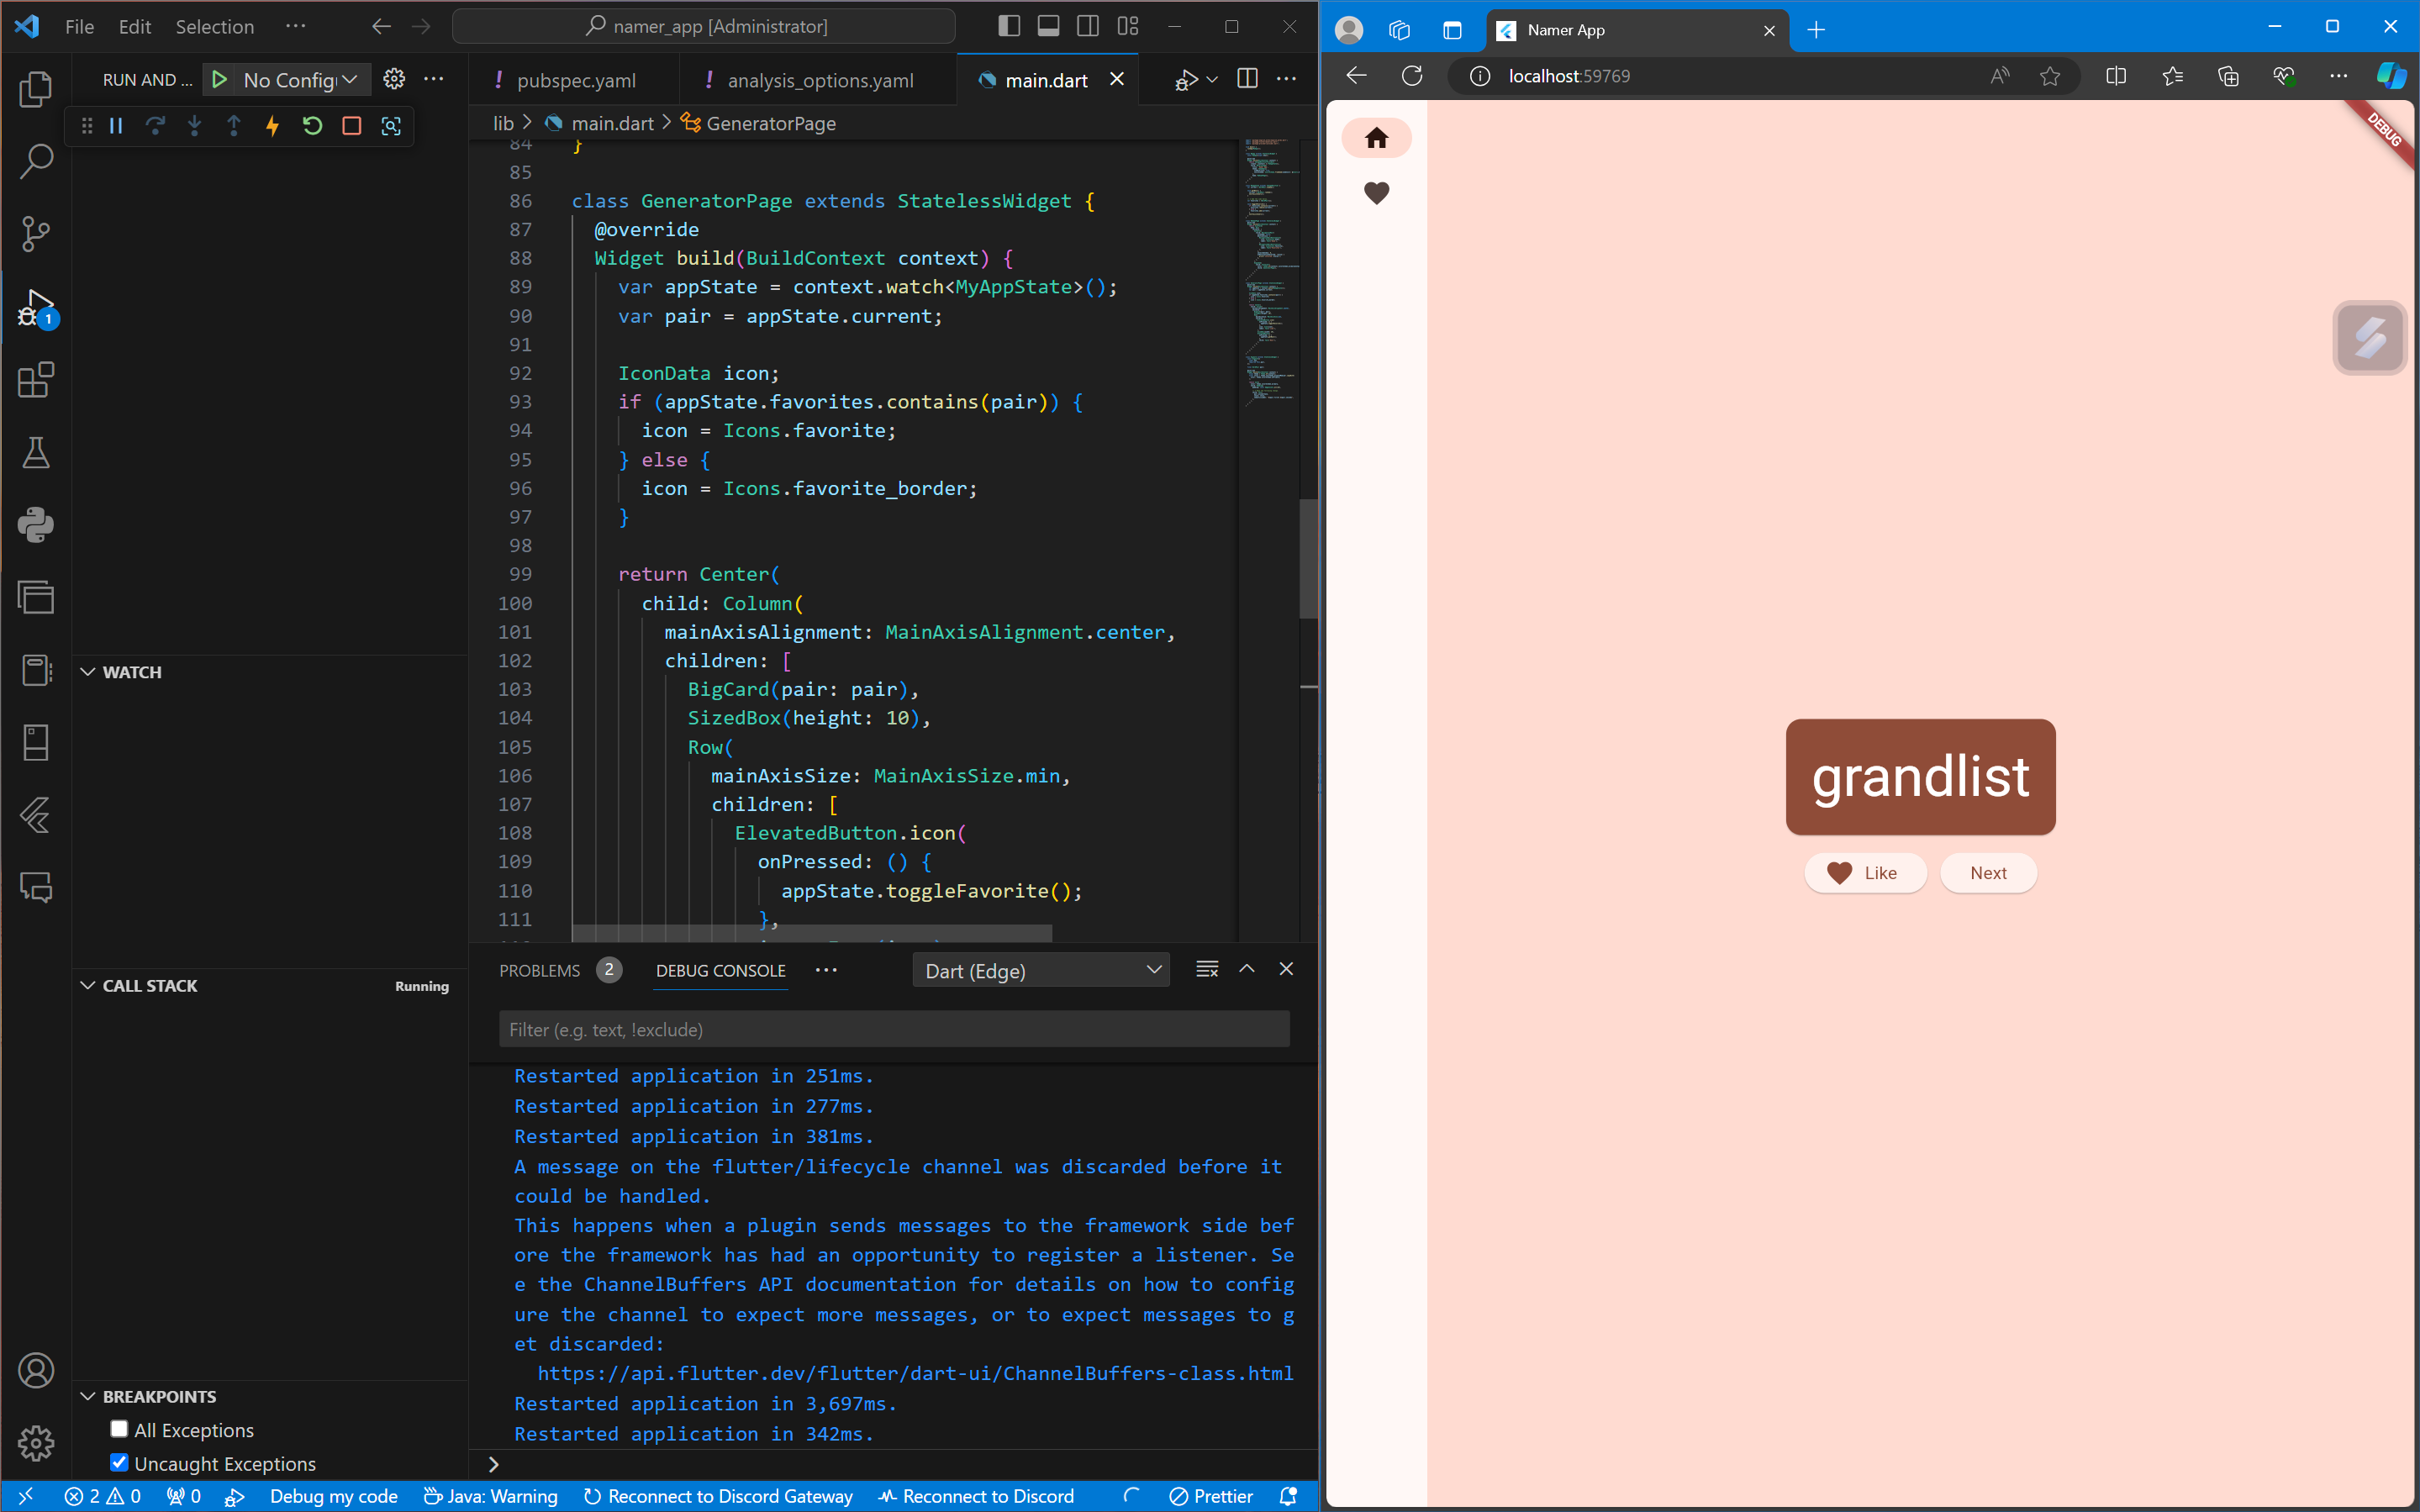 File Edit Selection ···
namer_app [Administrator]
RUN AND ...
No Config
pubspec.yaml
analysis_options.yaml
main.dart
lib > main.dart > GeneratorPage
84 }
85
86 class GeneratorPage extends StatelessWidget {
87 @override
88 Widget build(BuildContext context) {
89 var appState = context.watch<MyAppState>();
90 var pair = appState.current;
91
92 IconData icon;
93 if (appState.favorites.contains(pair)) {
94 icon = Icons.favorite;
95 } else {
96 icon = Icons.favorite_border;
97 }
98
99 return Center(
100 child: Column(
101 mainAxisAlignment: MainAxisAlignment.center,
102 children: [
103 BigCard(pair: pair),
104 SizedBox(height: 10),
105 Row(
106 mainAxisSize: MainAxisSize.min,
107 children: [
108 ElevatedButton.icon(
109 onPressed: () {
110 appState.toggleFavorite();
111 },
1
WATCH
CALL STACK
Running
BREAKPOINTS
All Exceptions
Uncaught Exceptions
PROBLEMS 2
DEBUG CONSOLE
···
Dart (Edge)
Filter (e.g. text, !exclude)
Restarted application in 251ms.
Restarted application in 277ms.
Restarted application in 381ms.
A message on the flutter/lifecycle channel was discarded before it
could be handled.
This happens when a plugin sends messages to the framework side bef
ore the framework has had an opportunity to register a listener. Se
e the ChannelBuffers API documentation for details on how to config
ure the channel to expect more messages, or to expect messages to g
et discarded:
https://api.flutter.dev/flutter/dart-ui/ChannelBuffers-class.html
Restarted application in 3,697ms.
Restarted application in 342ms.
>
2 0 0 Debug my code Java: Warning Reconnect to Discord Gateway Reconnect to Discord Prettier
Namer App
localhost:59769
DEBUG
grandlist
Like
Next